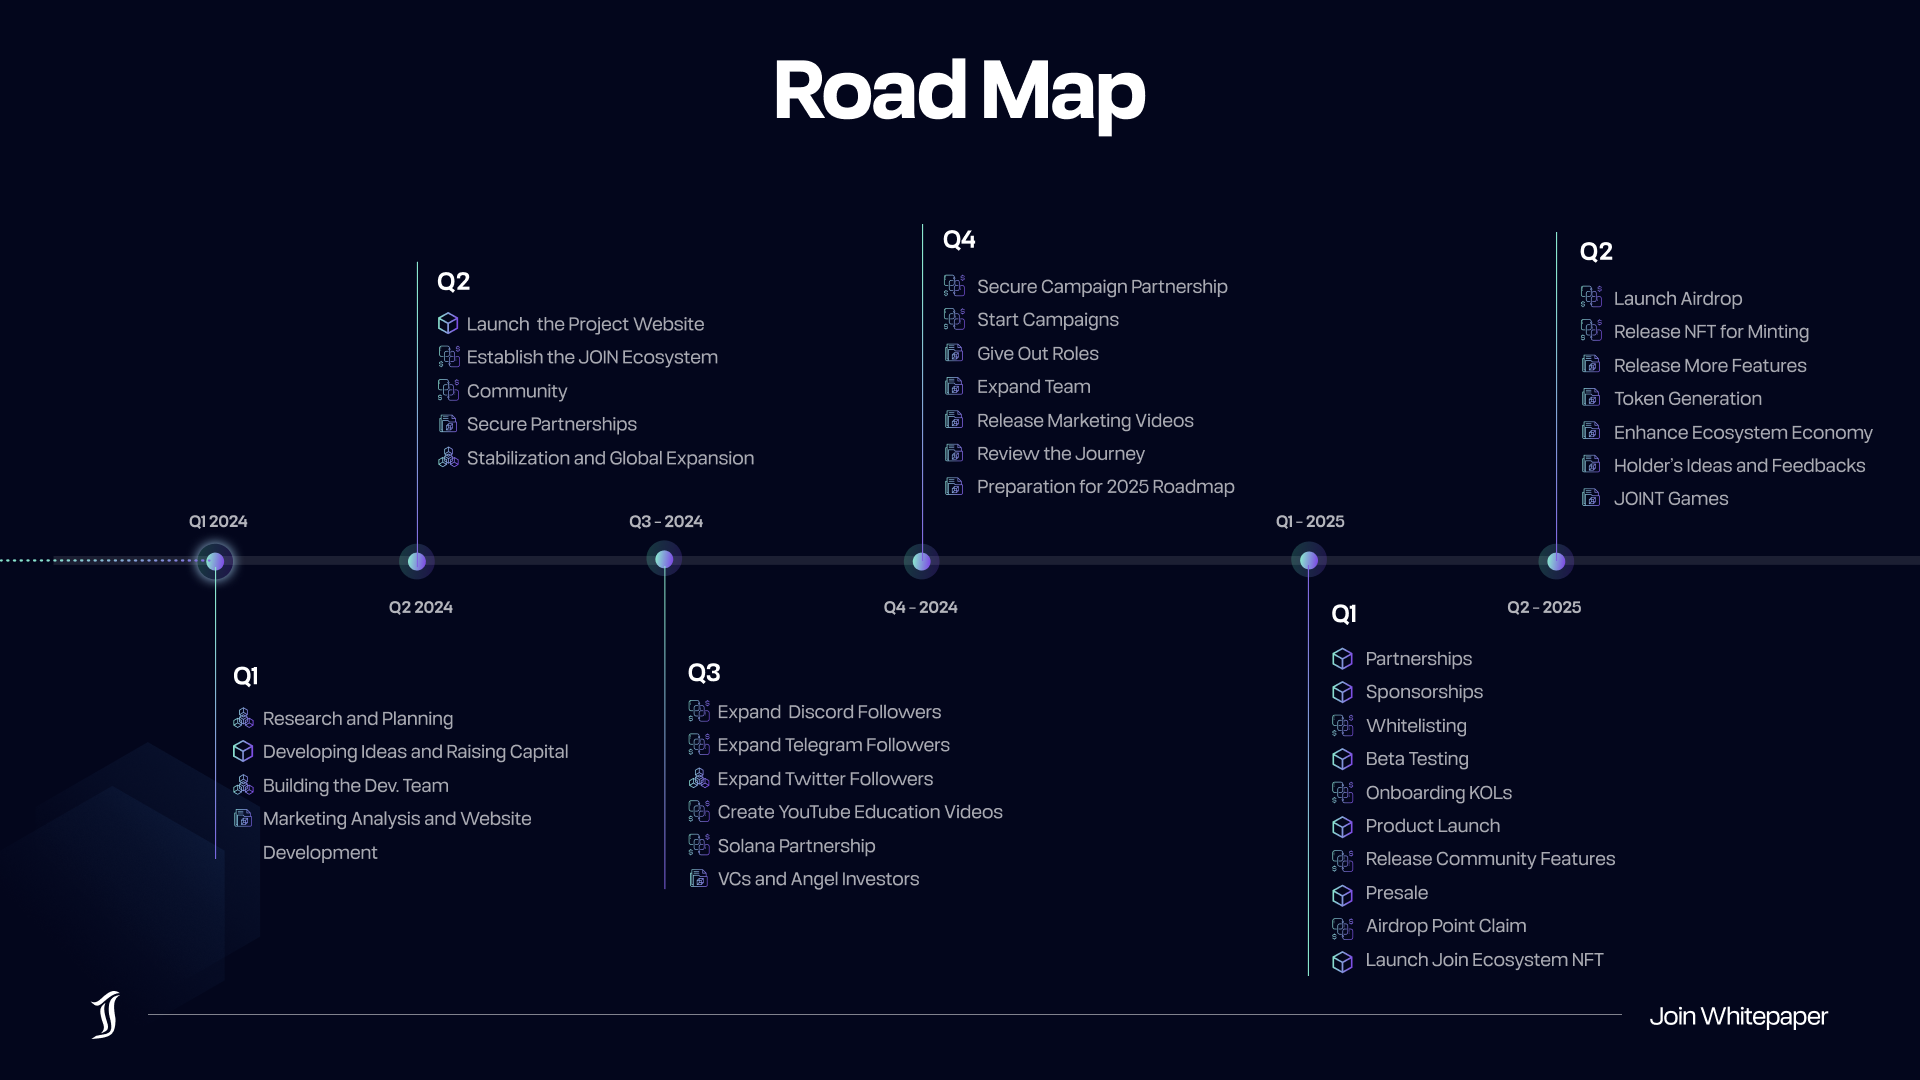 Road Map
Q1 2024
Q1
Research and Planning
Developing Ideas and Raising Capital
Building the Dev. Team
Marketing Analysis and Website
Development
Q2 2024
Q2
Launch  the Project Website
Establish the JOIN Ecosystem
Community
Secure Partnerships
Stabilization and Global Expansion
Q3 - 2024
Q3
Expand  Discord Followers
Expand Telegram Followers
Expand Twitter Followers
Create YouTube Education Videos
Solana Partnership
VCs and Angel Investors
Q4 - 2024
Q4
Secure Campaign Partnership
Start Campaigns
Give Out Roles
Expand Team
Release Marketing Videos
Review the Journey
Preparation for 2025 Roadmap
Q1 - 2025
Q1
Partnerships
Sponsorships
Whitelisting
Beta Testing
Onboarding KOLs
Product Launch
Release Community Features
Presale
Airdrop Point Claim
Launch Join Ecosystem NFT
Q2 - 2025
Q2
Launch Airdrop
Release NFT for Minting
Release More Features
Token Generation
Enhance Ecosystem Economy
Holder's Ideas and Feedbacks
JOINT Games
Join Whitepaper